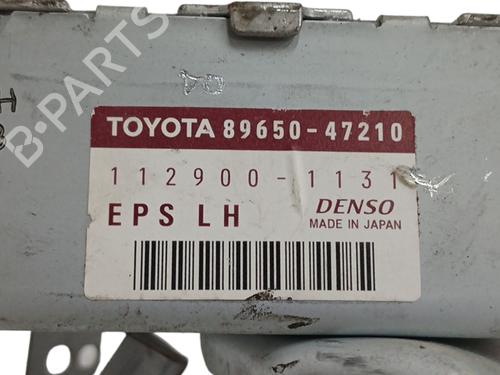 B-PARTS
TOYOTA 89650-47210
112900-1131
EPS LH DENSO
MADE IN JAPAN